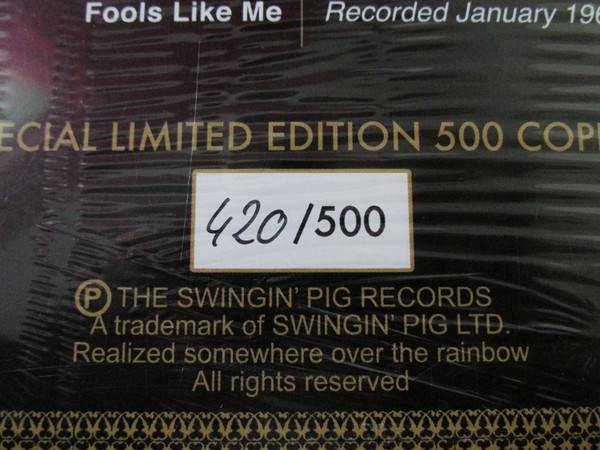 Fools Like Me | Recorded January 196
ECIAL LIMITED EDITION 500 COPI
420/500
Ⓟ THE SWINGIN' PIG RECORDS
A trademark of SWINGIN' PIG LTD.
Realized somewhere over the rainbow
All rights reserved